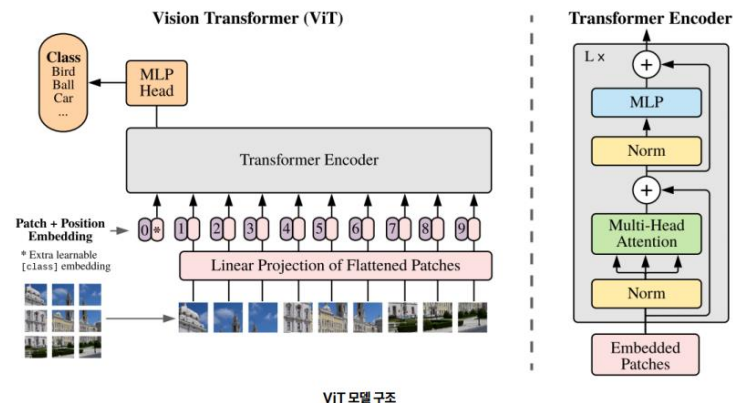 Vision Transformer (ViT)
Class
Bird
Ball
Car
...
MLP
Head
Transformer Encoder
Patch + Position
Embedding
* Extra learnable
[class] embedding
0 * 1 2 3 4 5 6 7 8 9
Linear Projection of Flattened Patches
Transformer Encoder
L ×
+
MLP
Norm
+
Multi-Head
Attention
Norm
Embedded
Patches
ViT 모델 구조